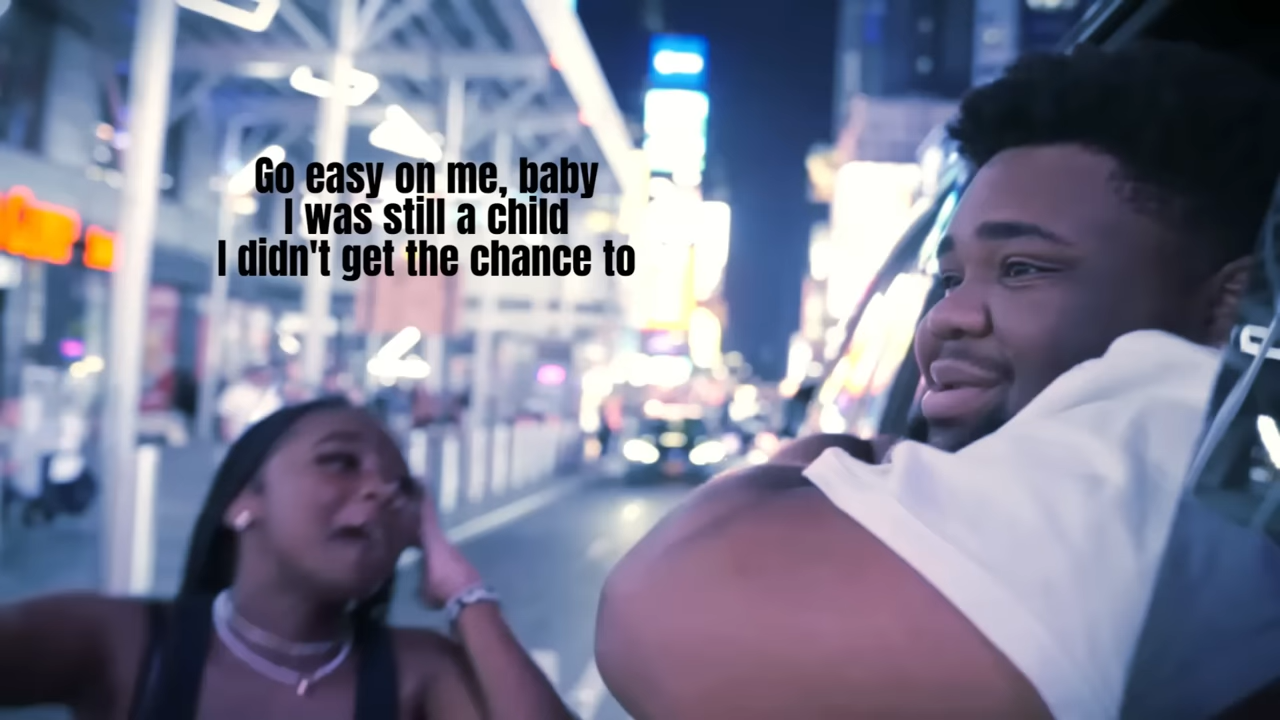 Go easy on me, baby
I was still a child
I didn't get the chance to